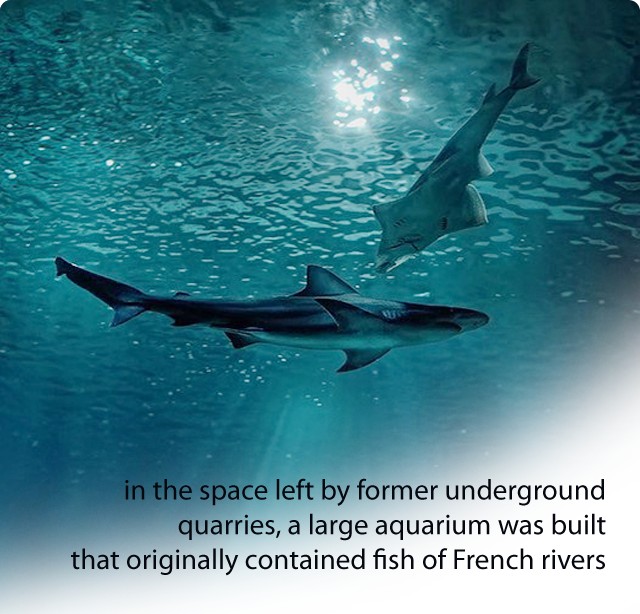 in the space left by former underground
quarries, a large aquarium was built
that originally contained fish of French rivers